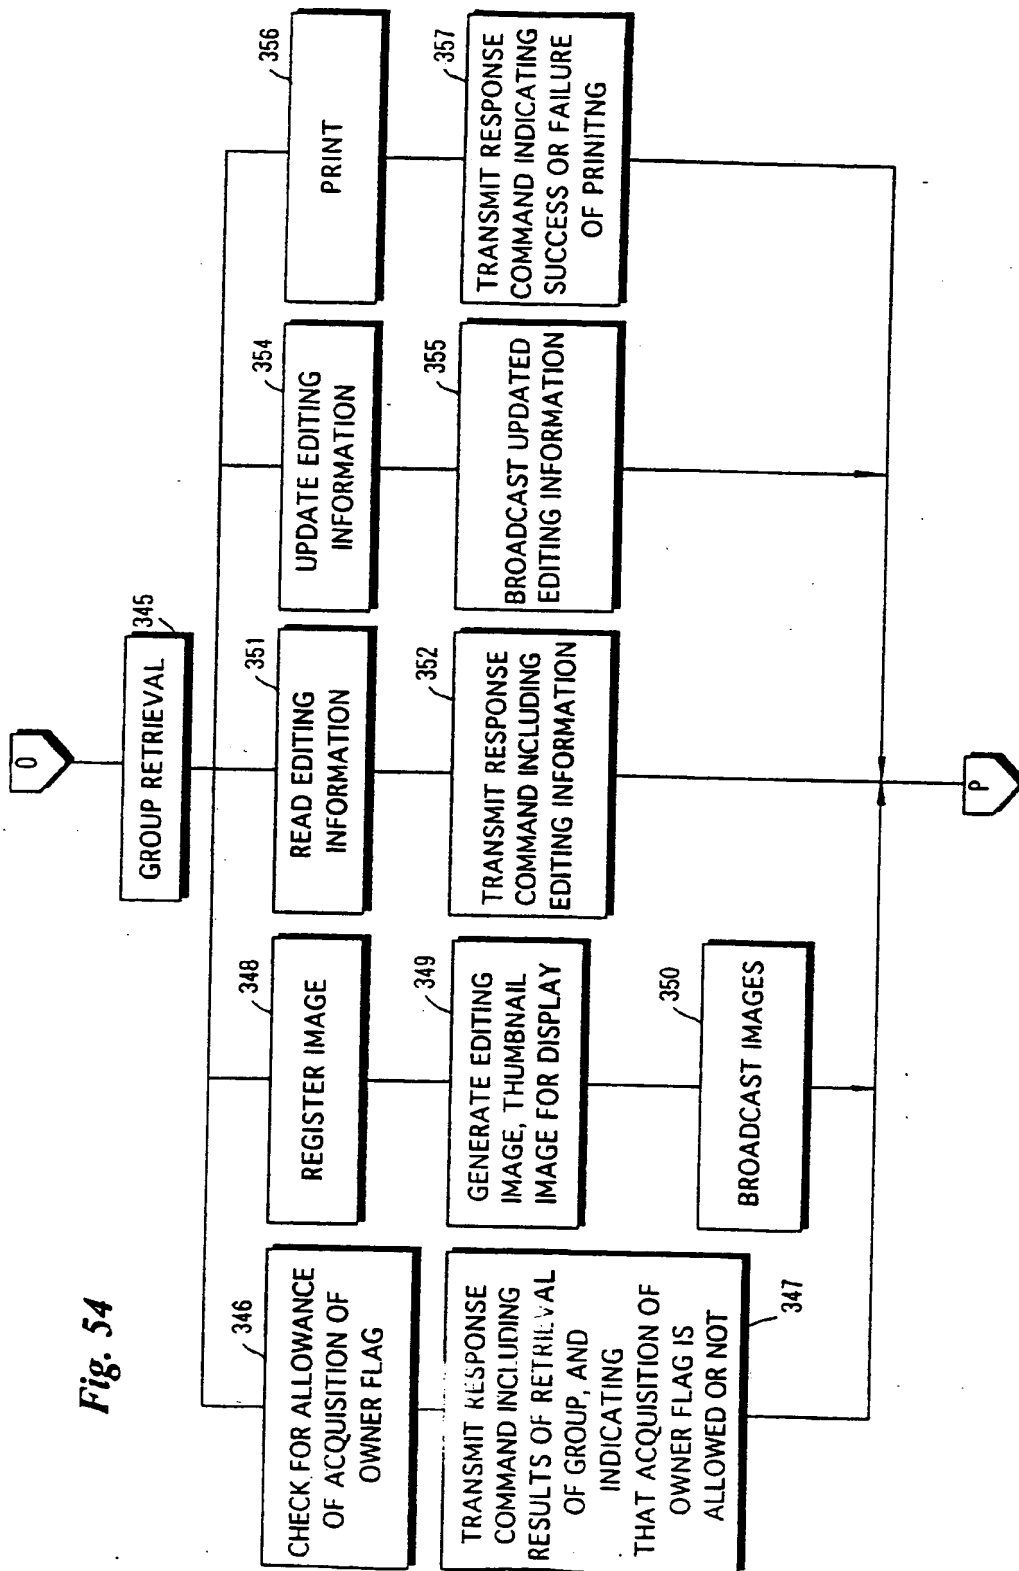 Fig. 54
O
GROUP RETRIEVAL
345
346
CHECK FOR ALLOWANCE
OF ACQUISITION OF
OWNER FLAG
TRANSMIT RESPONSE
COMMAND INCLUDING
RESULTS OF RETRIEVAL
OF GROUP, AND
INDICATING
THAT ACQUISITION OF
OWNER FLAG IS
ALLOWED OR NOT
347
348
REGISTER IMAGE
349
GENERATE EDITING
IMAGE, THUMBNAIL
IMAGE FOR DISPLAY
350
BROADCAST IMAGES
351
READ EDITING
INFORMATION
352
TRANSMIT RESPONSE
COMMAND INCLUDING
EDITING INFORMATION
354
UPDATE EDITING
INFORMATION
355
BROADCAST UPDATED
EDITING INFORMATION
356
PRINT
357
TRANSMIT RESPONSE
COMMAND INDICATING
SUCCESS OR FAILURE
OF PRINITNG
P